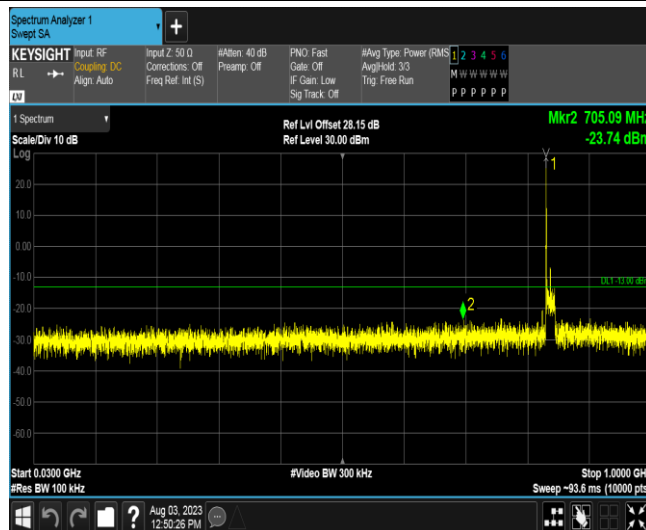 Spectrum Analyzer 1
Swept SA
+
KEYSIGHT
RL
LXI
Input: RF
Coupling: DC
Align: Auto
Input Z: 50 Ω
Corrections: Off
Freq Ref: Int (S)
#Atten: 40 dB
Preamp: Off
PNO: Fast
Gate: Off
IF Gain: Low
Sig Track: Off
#Avg Type: Power (RMS
Avg|Hold: 3/3
Trig: Free Run
1 2 3 4 5 6
M W W W W W
P P P P P P
1 Spectrum
Scale/Div 10 dB
Ref Lvl Offset 28.15 dB
Ref Level 30.00 dBm
Mkr2 705.09 MHz
-23.74 dBm
Log
1
20.0
10.0
0.00
-10.0
DL1 -13.00 dBm
2
-20.0
-30.0
-40.0
-50.0
-60.0
Start 0.0300 GHz
#Video BW 300 kHz
Stop 1.0000 GH
#Res BW 100 kHz
Sweep ~93.6 ms (10000 pts
?
Aug 03, 2023
12:50:26 PM